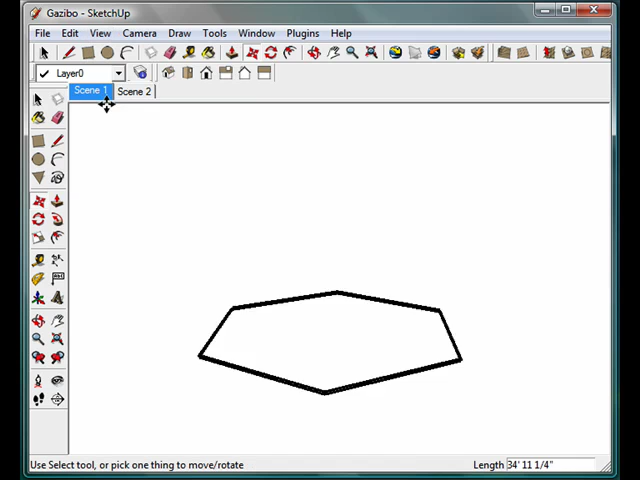 Gazibo - SketchUp
File Edit View Camera Draw Tools Window Plugins Help
Layer0
Scene 1 Scene 2
Use Select tool, or pick one thing to move/rotate Length 34' 11 1/4"